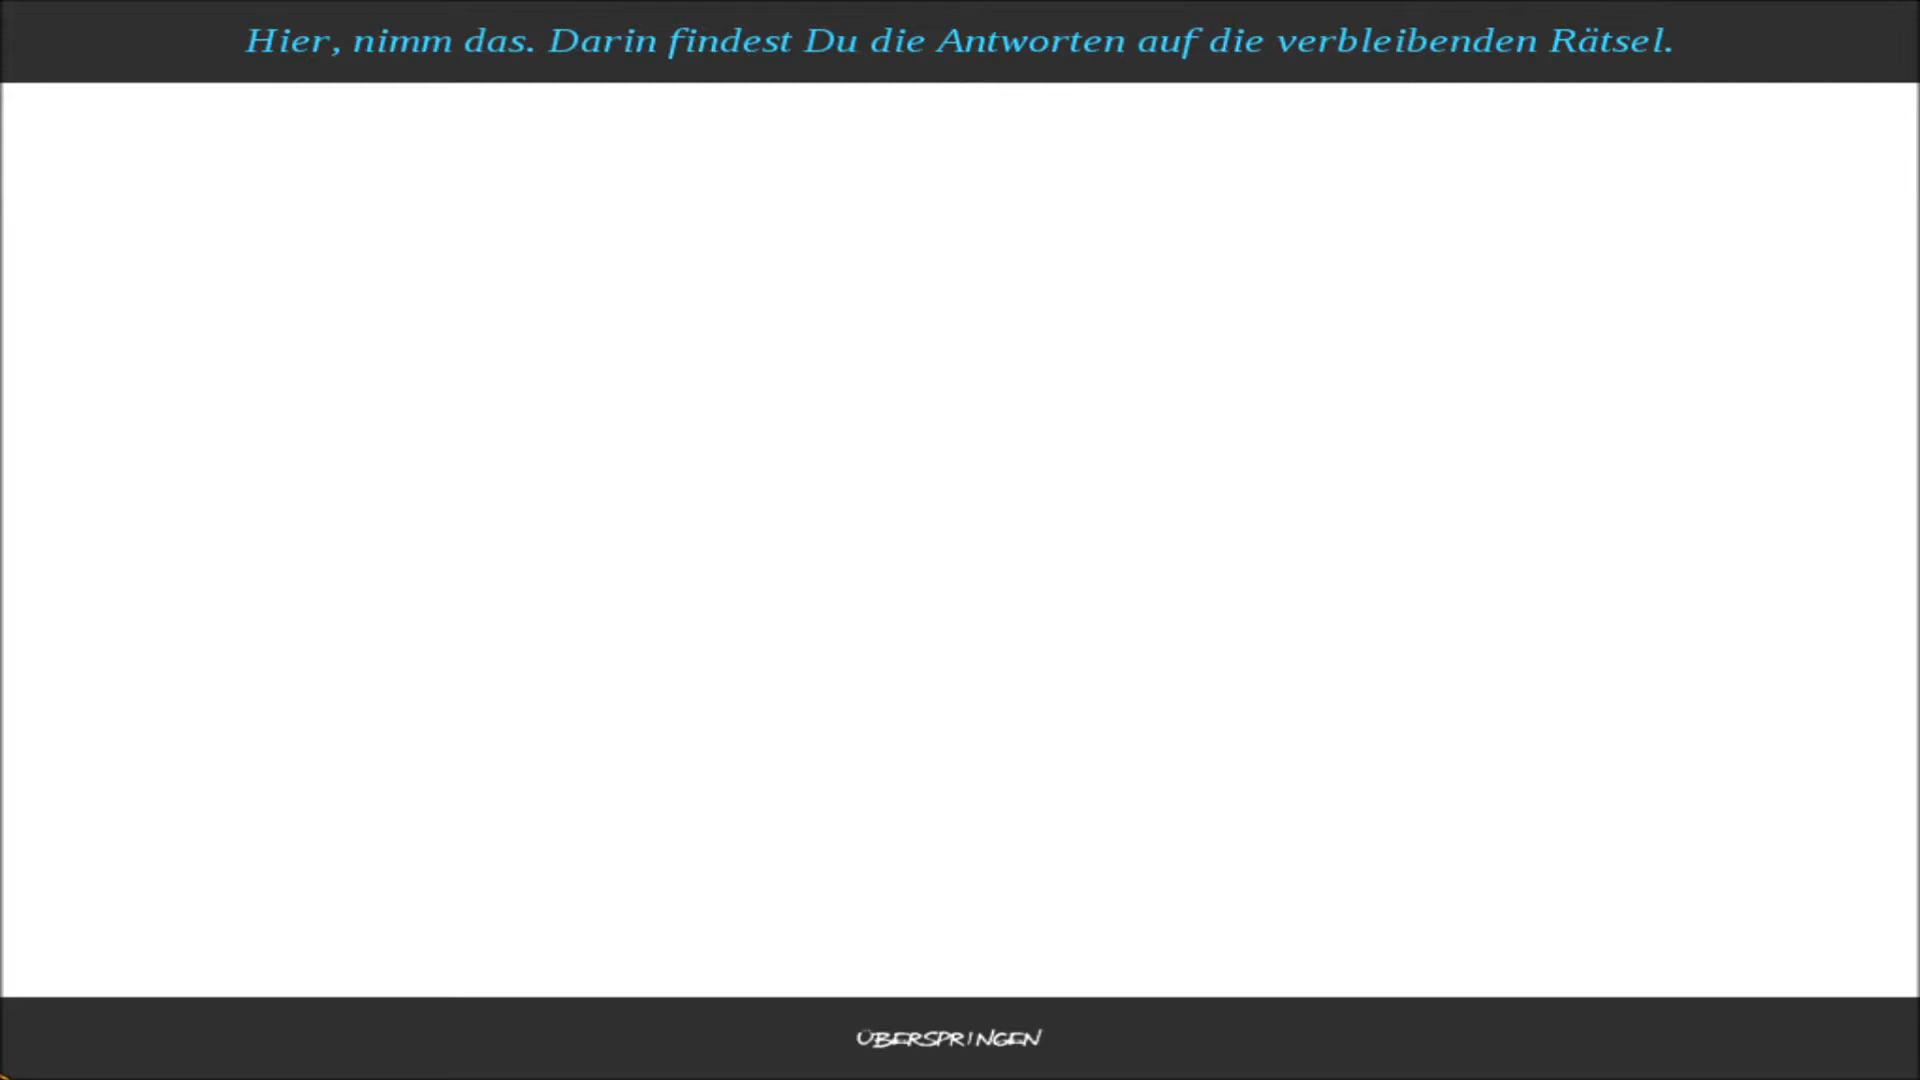 Hier, nimm das. Darin findest Du die Antworten auf die verbleibenden Rätsel.
ÜBERSPRINGEN